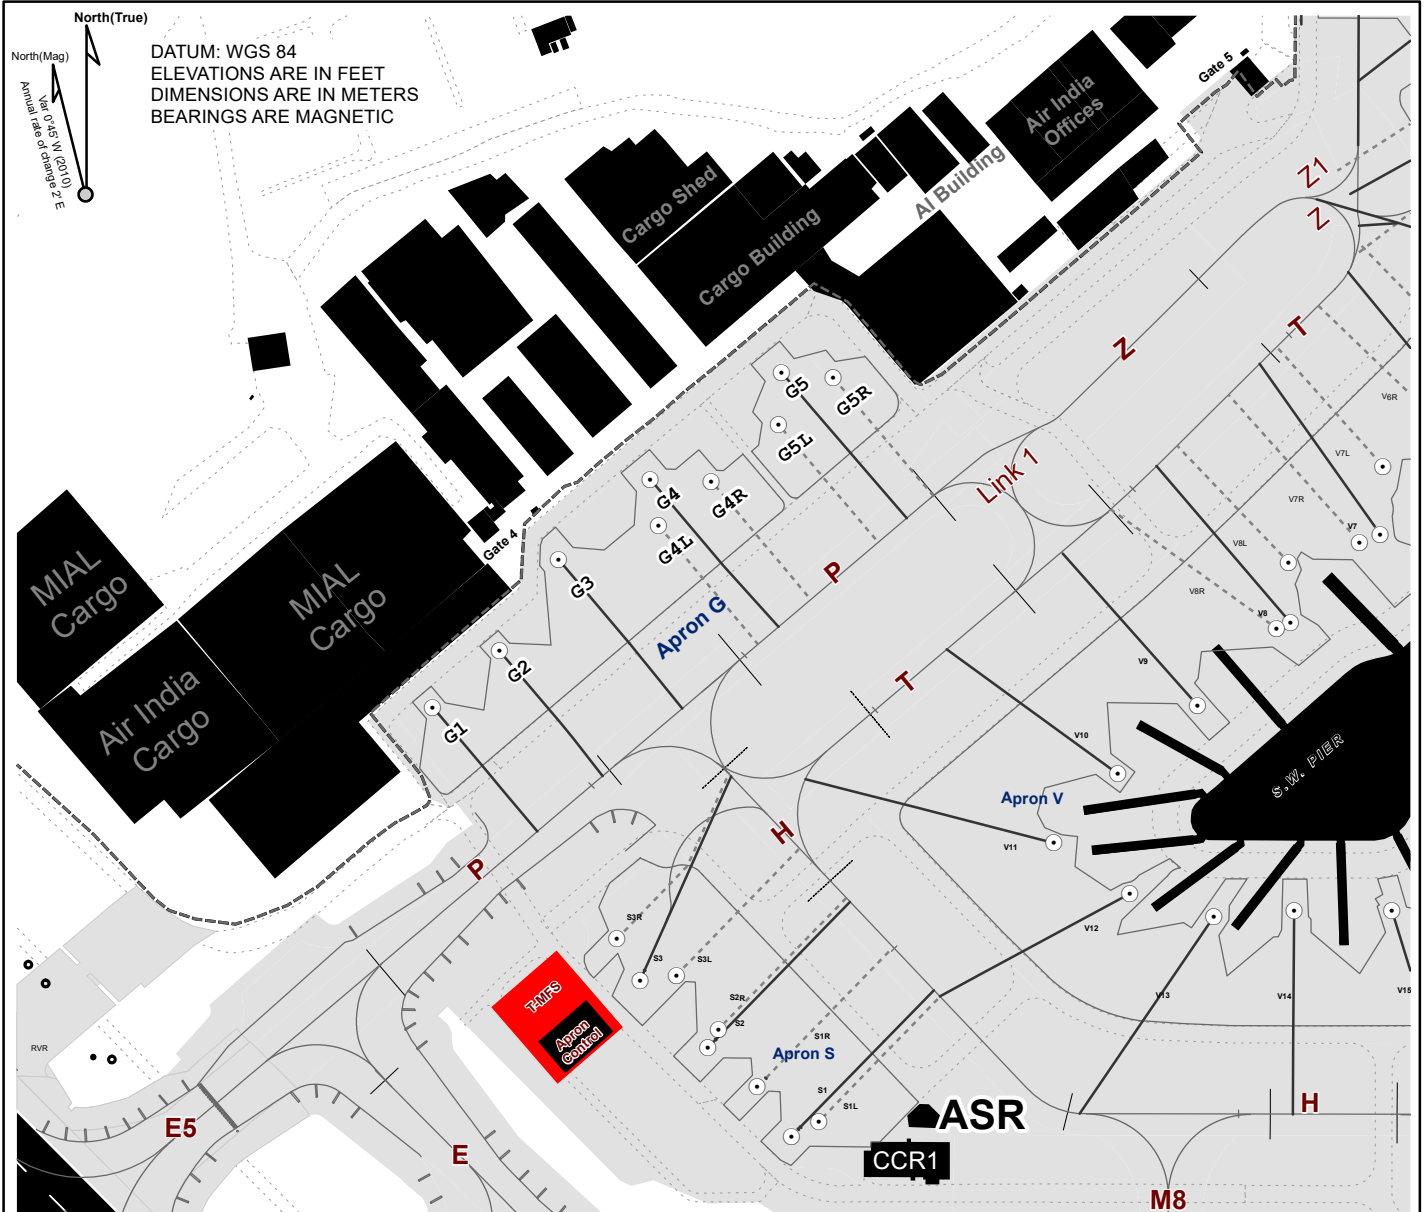 North(True)
North(Mag)
Var 0°45' W (2010)
Annual rate of change 2' E
DATUM: WGS 84
ELEVATIONS ARE IN FEET
DIMENSIONS ARE IN METERS
BEARINGS ARE MAGNETIC
Gate 5
Air India
Offices
AI Building
Cargo Shed
Cargo Building
Z1
Z
Z
T
G5
G5R
G5L
V6R
V7L
V7R
V7
Link 1
G4
G4R
G4L
Gate 4
G3
V8L
V8R
V8
MIAL
Cargo
MIAL
Cargo
P
Apron G
G2
V9
T
Air India
Cargo
G1
V10
S.W. PIER
Apron V
H
V11
P
S3R
S3
S3L
V12
V13
V14
V15
T-MFS
Apron
Control
S2R
S2
S1R
Apron S
RVR
S1
S1L
ASR
H
E5
E
CCR1
M8